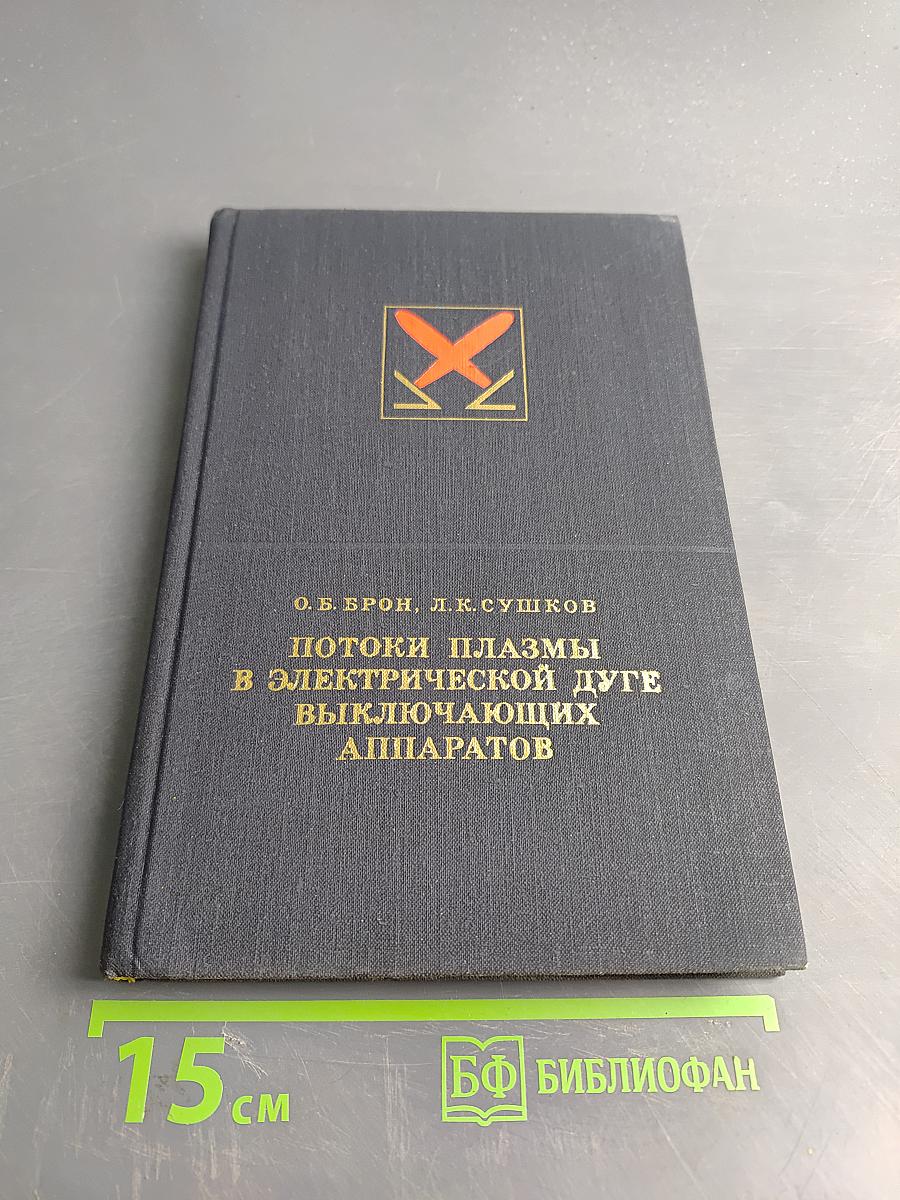 О. Б. БРОН, Л. К. СУШКОВ
ПОТОКИ ПЛАЗМЫ
В ЭЛЕКТРИЧЕСКОЙ ДУГЕ
ВЫКЛЮЧАЮЩИХ
АППАРАТОВ
15 см
БФ БИБЛИОФАН